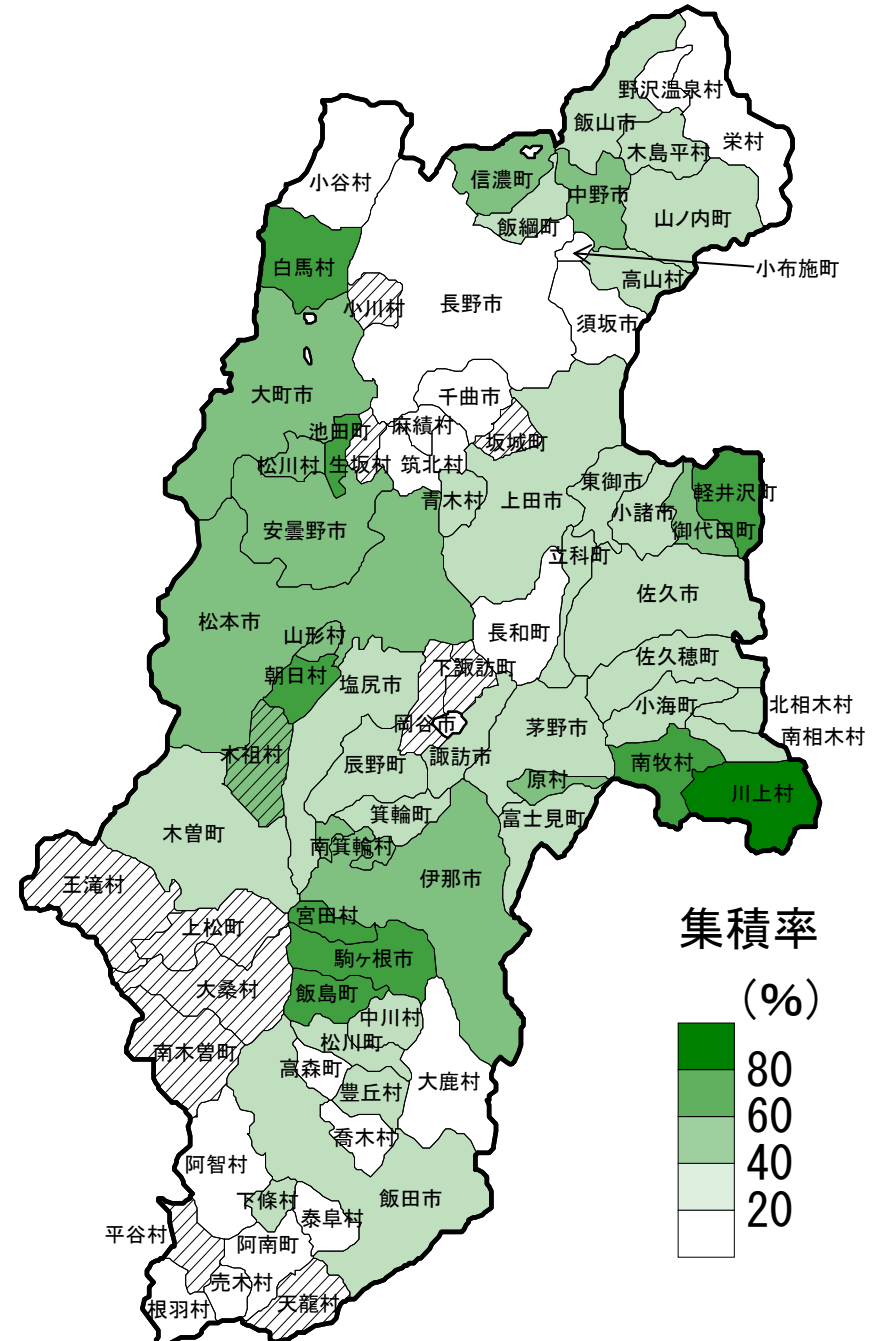 野沢温泉村
飯山市
栄村
木島平村
小谷村
信濃町
中野市
山ノ内町
飯綱町
白馬村
小布施町
高山村
小川村
長野市
須坂市
大町市
千曲市
池田町
麻績村
坂城町
松川村
生坂村
筑北村
青木村
上田市
東御市
小諸市
軽井沢町
御代田町
安曇野市
立科町
佐久市
松本市
山形村
長和町
佐久穂町
朝日村
塩尻市
下諏訪町
小海町
北相木村
南相木村
岡谷市
茅野市
木祖村
辰野町
諏訪市
原村
南牧村
川上村
箕輪町
富士見町
木曽町
南箕輪村
伊那市
王滝村
上松町
宮田村
集積率
駒ヶ根市
大桑村
飯島町
(%)
中川村
松川町
南木曽町
高森町
大鹿村
80
豊丘村
60
喬木村
40
阿智村
20
下條村
飯田市
泰阜村
平谷村
阿南町
売木村
根羽村
天龍村